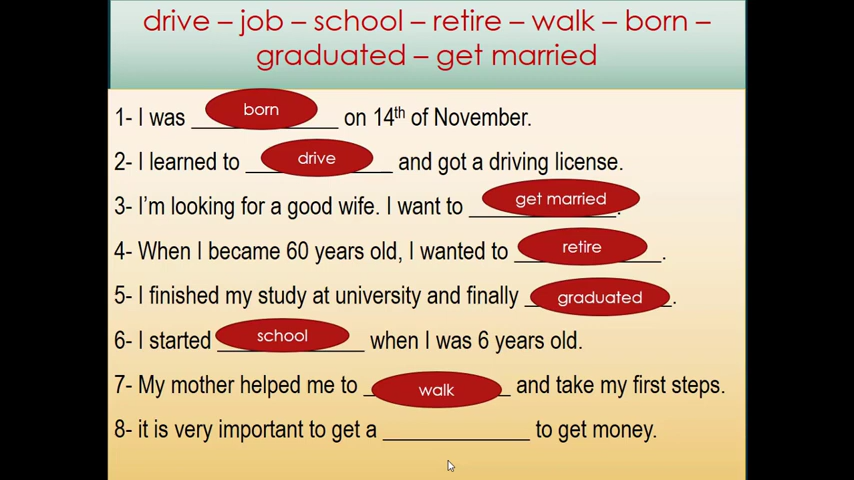 drive – job – school – retire – walk – born –
graduated – get married
1- I was born on 14th of November.
2- I learned to drive and got a driving license.
3- I’m looking for a good wife. I want to get married.
4- When I became 60 years old, I wanted to retire.
5- I finished my study at university and finally graduated.
6- I started school when I was 6 years old.
7- My mother helped me to walk and take my first steps.
8- it is very important to get a ______________ to get money.